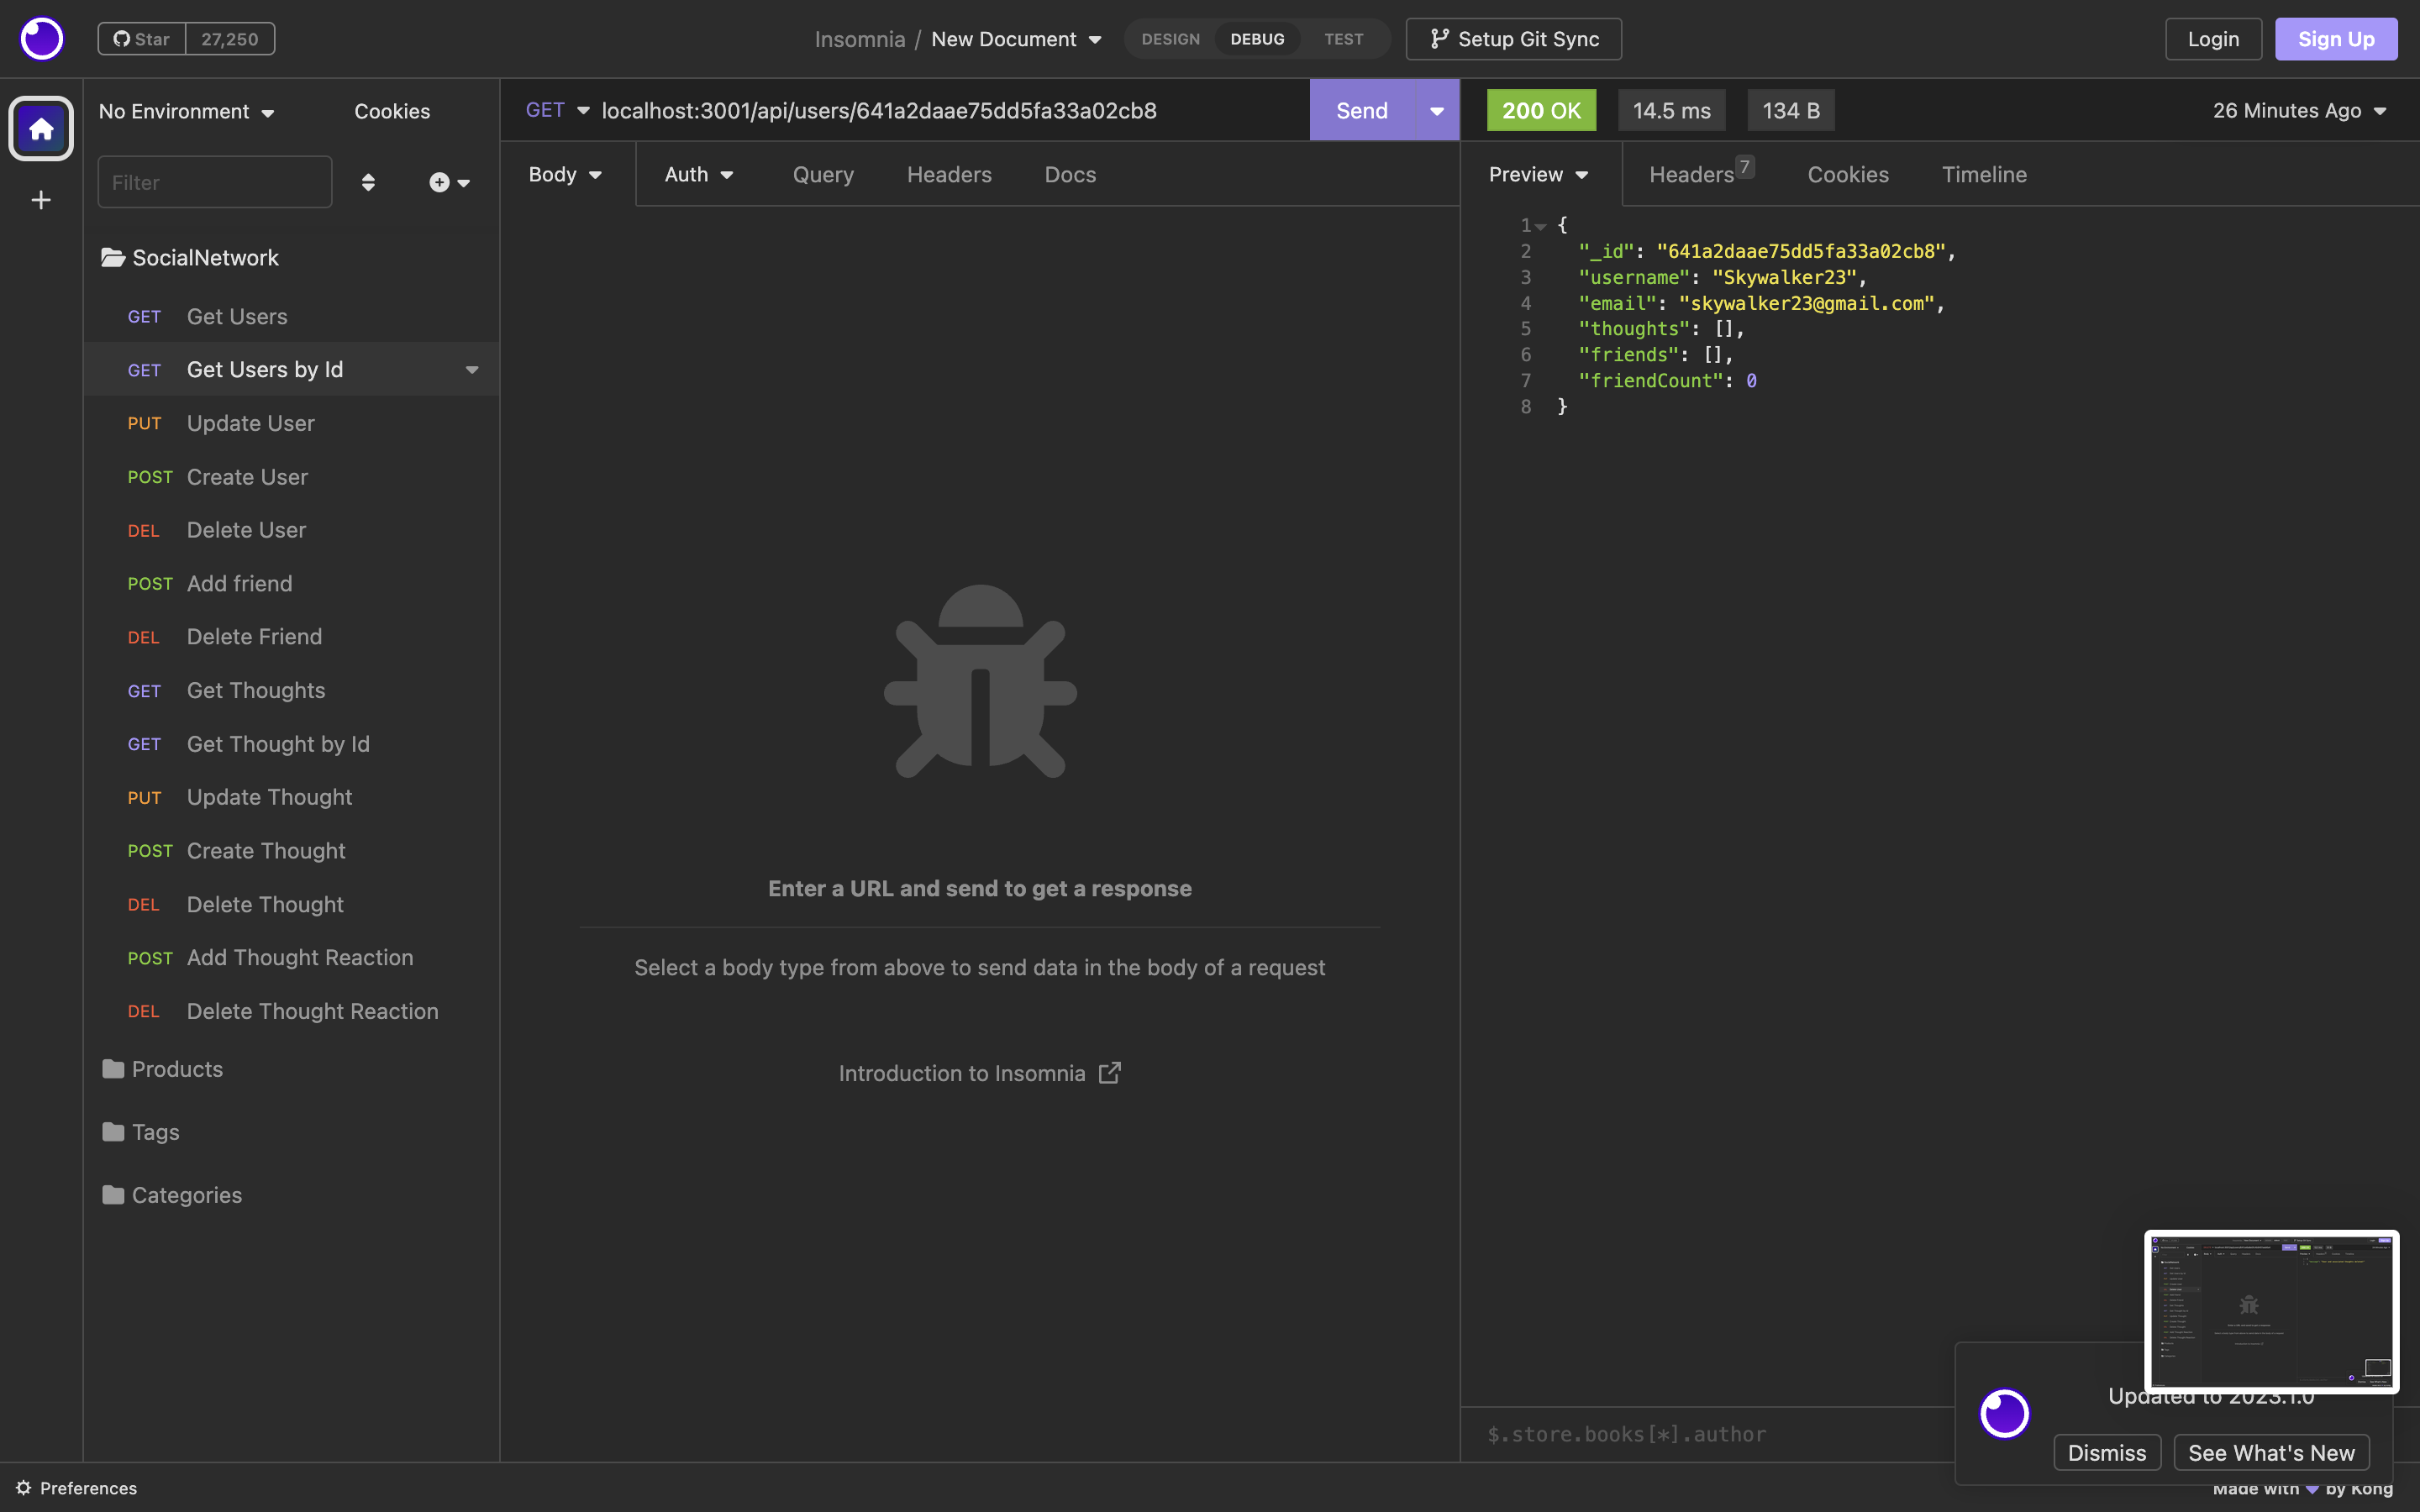 Star 27,250
Insomnia / New Document
DESIGN DEBUG TEST
Setup Git Sync
Login
Sign Up
No Environment
Cookies
Filter
SocialNetwork
GET Get Users
GET Get Users by Id
PUT Update User
POST Create User
DEL Delete User
POST Add friend
DEL Delete Friend
GET Get Thoughts
GET Get Thought by Id
PUT Update Thought
POST Create Thought
DEL Delete Thought
POST Add Thought Reaction
DEL Delete Thought Reaction
Products
Tags
Categories
GET localhost:3001/api/users/641a2daae75dd5fa33a02cb8
Send
Body Auth Query Headers Docs
Enter a URL and send to get a response
Select a body type from above to send data in the body of a request
Introduction to Insomnia
200 OK 14.5 ms 134 B
26 Minutes Ago
Preview Headers 7 Cookies Timeline
1 {
2 "_id": "641a2daae75dd5fa33a02cb8",
3 "username": "Skywalker23",
4 "email": "skywalker23@gmail.com",
5 "thoughts": [],
6 "friends": [],
7 "friendCount": 0
8 }
$.store.books[*].author
Updated to 2023.1.0
Dismiss
See What's New
Preferences
Made with by Kong